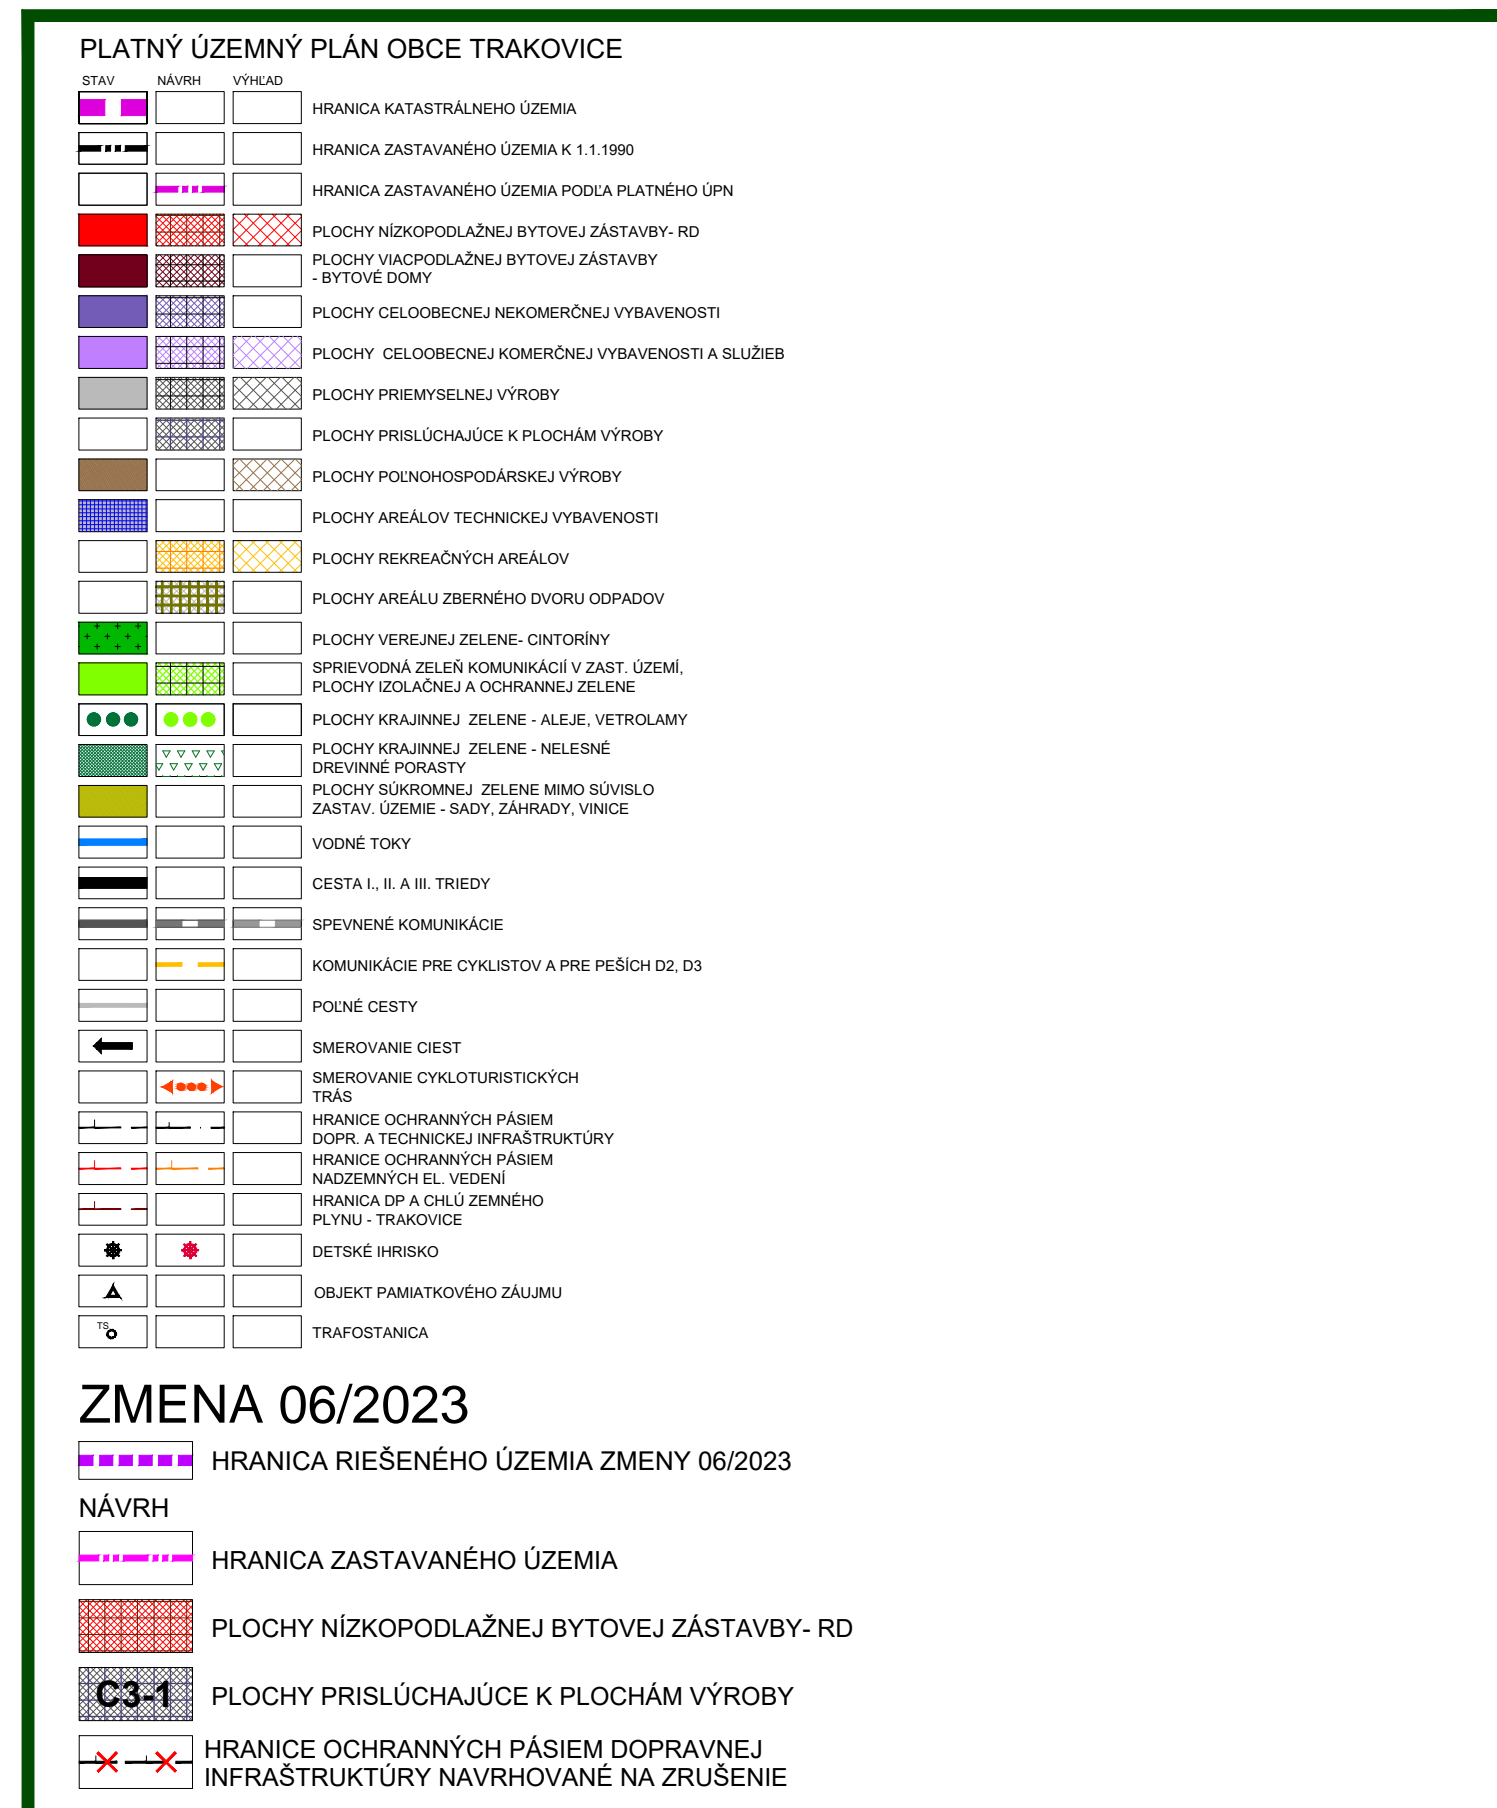 PLATNÝ ÚZEMNÝ PLÁN OBCE TRAKOVICE
STAV NÁVRH VÝHĽAD
HRANICA KATASTRÁLNEHO ÚZEMIA
HRANICA ZASTAVANÉHO ÚZEMIA K 1.1.1990
HRANICA ZASTAVANÉHO ÚZEMIA PODĽA PLATNÉHO ÚPN
PLOCHY NÍZKOPODLAŽNEJ BYTOVEJ ZÁSTAVBY- RD
PLOCHY VIACPODLAŽNEJ BYTOVEJ ZÁSTAVBY
- BYTOVÉ DOMY
PLOCHY CELOOBECNEJ NEKOMERČNEJ VYBAVENOSTI
PLOCHY CELOOBECNEJ KOMERČNEJ VYBAVENOSTI A SLUŽIEB
PLOCHY PRIEMYSELNEJ VÝROBY
PLOCHY PRISLÚCHAJÚCE K PLOCHÁM VÝROBY
PLOCHY POĽNOHOSPODÁRSKEJ VÝROBY
PLOCHY AREÁLOV TECHNICKEJ VYBAVENOSTI
PLOCHY REKREAČNÝCH AREÁLOV
PLOCHY AREÁLU ZBERNÉHO DVORU ODPADOV
PLOCHY VEREJNEJ ZELENE- CINTORÍNY
SPRIEVODNÁ ZELEŇ KOMUNIKÁCIÍ V ZAST. ÚZEMÍ,
PLOCHY IZOLAČNEJ A OCHRANNEJ ZELENE
PLOCHY KRAJINNEJ ZELENE - ALEJE, VETROLAMY
PLOCHY KRAJINNEJ ZELENE - NELESNÉ
DREVINNÉ PORASTY
PLOCHY SÚKROMNEJ ZELENE MIMO SÚVISLO
ZASTAV. ÚZEMIE - SADY, ZÁHRADY, VINICE
VODNÉ TOKY
CESTA I., II. A III. TRIEDY
SPEVNENÉ KOMUNIKÁCIE
KOMUNIKÁCIE PRE CYKLISTOV A PRE PEŠÍCH D2, D3
POĽNÉ CESTY
SMEROVANIE CIEST
SMEROVANIE CYKLOTURISTICKÝCH
TRÁS
HRANICE OCHRANNÝCH PÁSIEM
DOPR. A TECHNICKEJ INFRAŠTRUKTÚRY
HRANICE OCHRANNÝCH PÁSIEM
NADZEMNÝCH EL. VEDENÍ
HRANICA DP A CHLÚ ZEMNÉHO
PLYNU - TRAKOVICE
DETSKÉ IHRISKO
OBJEKT PAMIATKOVÉHO ZÁUJMU
TS TRAFOSTANICA
ZMENA 06/2023
HRANICA RIEŠENÉHO ÚZEMIA ZMENY 06/2023
NÁVRH
HRANICA ZASTAVANÉHO ÚZEMIA
PLOCHY NÍZKOPODLAŽNEJ BYTOVEJ ZÁSTAVBY- RD
C3-1 PLOCHY PRISLÚCHAJÚCE K PLOCHÁM VÝROBY
HRANICE OCHRANNÝCH PÁSIEM DOPRAVNEJ
INFRAŠTRUKTÚRY NAVRHOVANÉ NA ZRUŠENIE